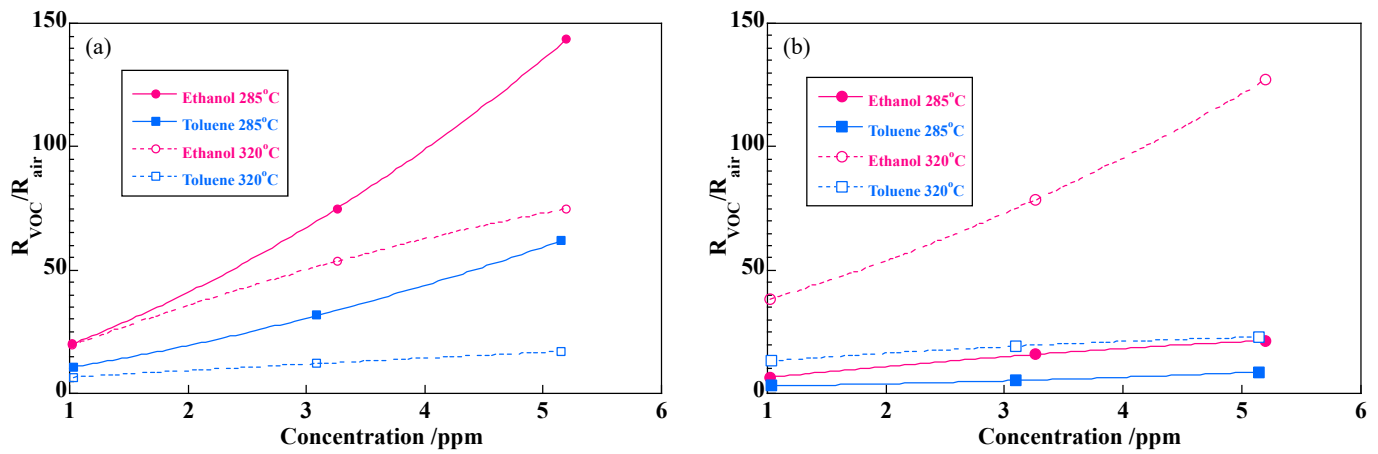 (a)
Ethanol 285°C
Toluene 285°C
Ethanol 320°C
Toluene 320°C
150
100
50
0
R_VOC/R_air
1 2 3 4 5 6
Concentration /ppm
(b)
Ethanol 285°C
Toluene 285°C
Ethanol 320°C
Toluene 320°C
150
100
50
0
R_VOC/R_air
1 2 3 4 5 6
Concentration /ppm